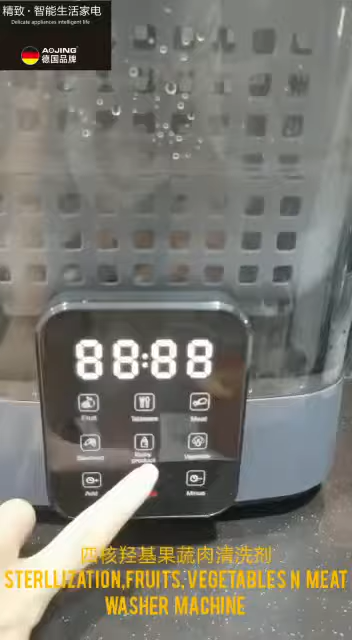 精致·智能生活家电
Delicate appliances intelligent life
AOJING
德国品牌
88:88
Fruit
Tableware
Meat
Seafood
Baby product
Vegetable
Add
Minus
四核羟基果蔬肉清洗剂
STERLLIZATION,FRUITS,VEGETABLES N MEAT
WASHER MACHINE